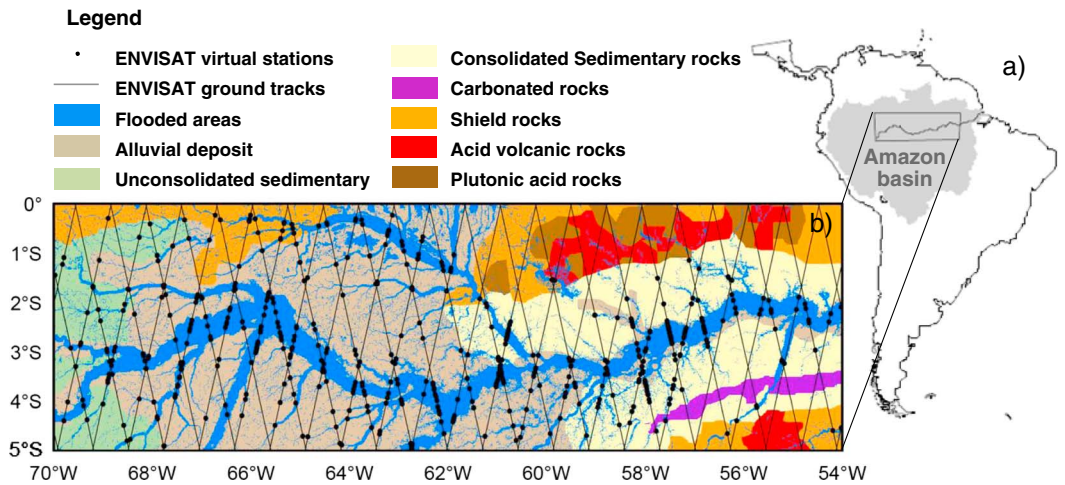 Legend
ENVISAT virtual stations
ENVISAT ground tracks
Flooded areas
Alluvial deposit
Unconsolidated sedimentary
Consolidated Sedimentary rocks
Carbonated rocks
Shield rocks
Acid volcanic rocks
Plutonic acid rocks
a)
Amazon
basin
b)
0°
1°S
2°S
3°S
4°S
5°S
70°W 68°W 66°W 64°W 62°W 60°W 58°W 56°W 54°W